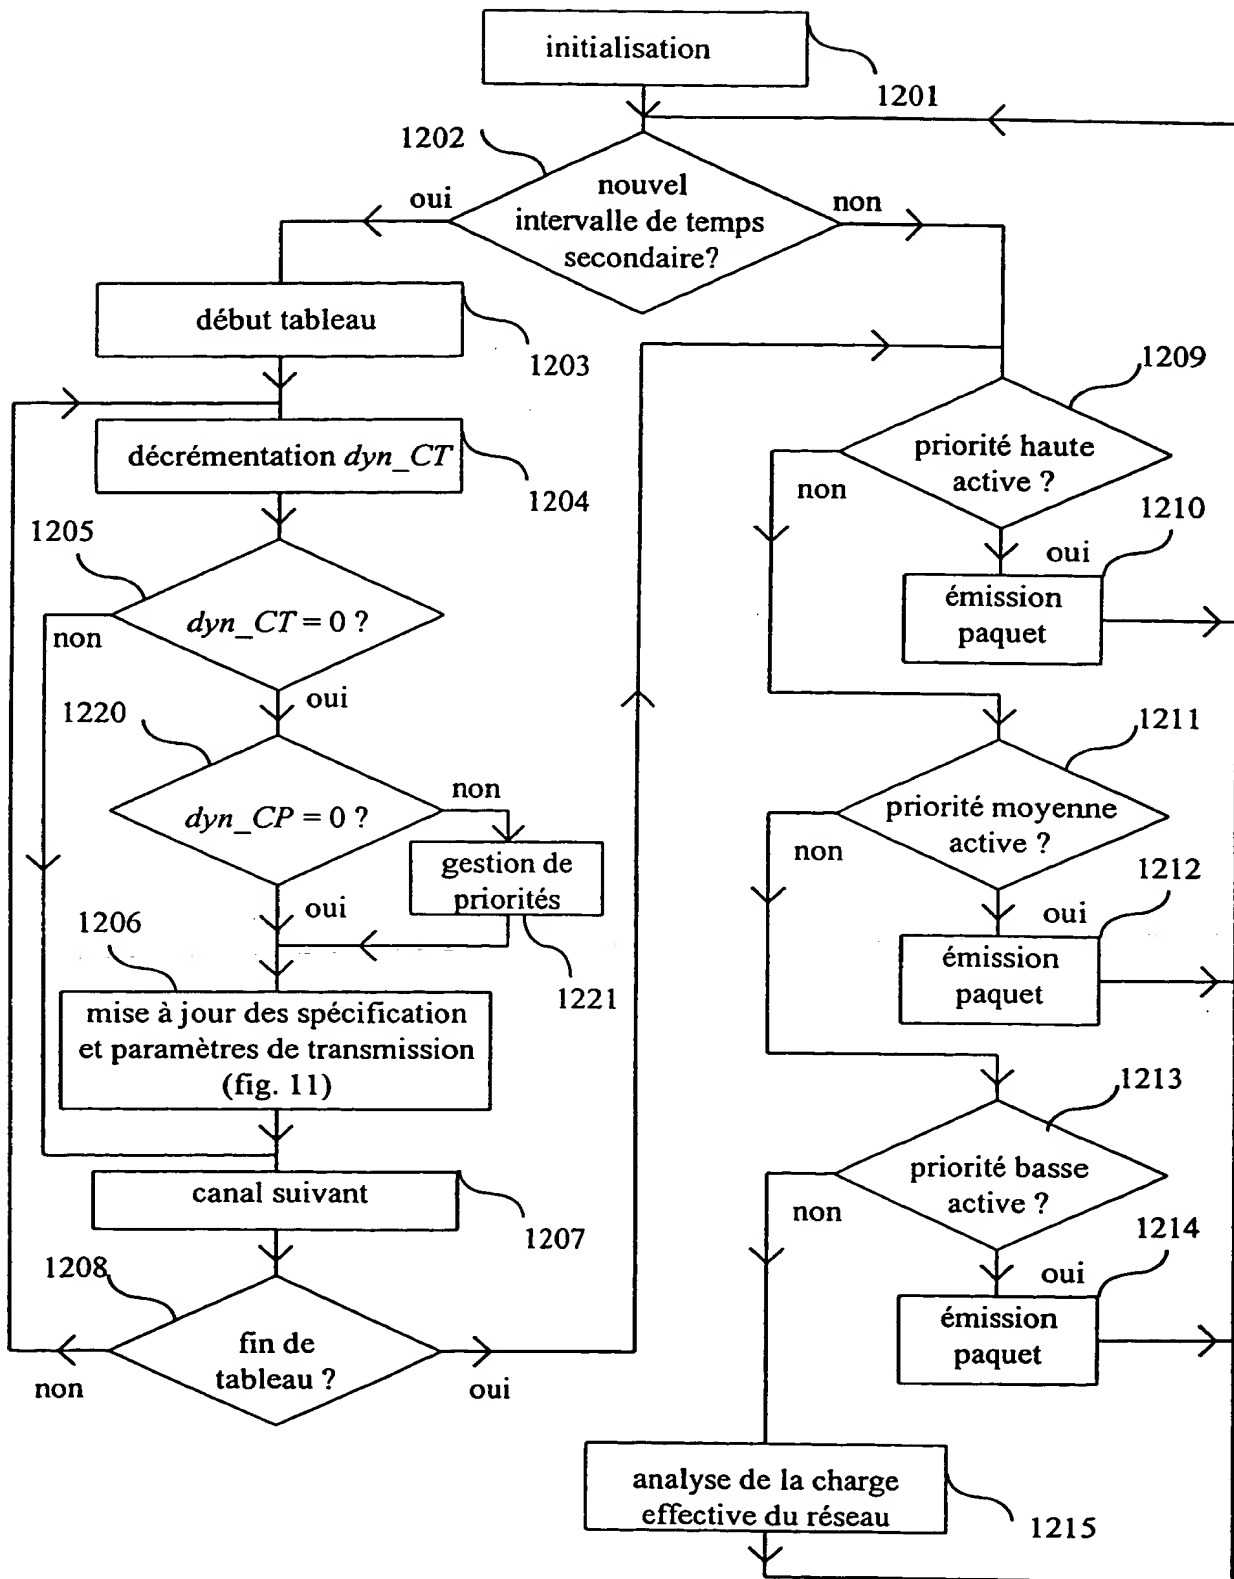 initialisation
1201
1202
nouvel
intervalle de temps
secondaire?
oui
non
début tableau
1203
décrémentation dyn_CT
1204
1205
dyn_CT = 0 ?
non
oui
1220
dyn_CP = 0 ?
non
gestion de
priorités
1221
oui
1206
mise à jour des spécification
et paramètres de transmission
(fig. 11)
canal suivant
1207
1208
fin de
tableau ?
non
oui
1209
priorité haute
active ?
non
oui
1210
émission
paquet
1211
priorité moyenne
active ?
non
oui
1212
émission
paquet
1213
priorité basse
active ?
non
oui
1214
émission
paquet
analyse de la charge
effective du réseau
1215